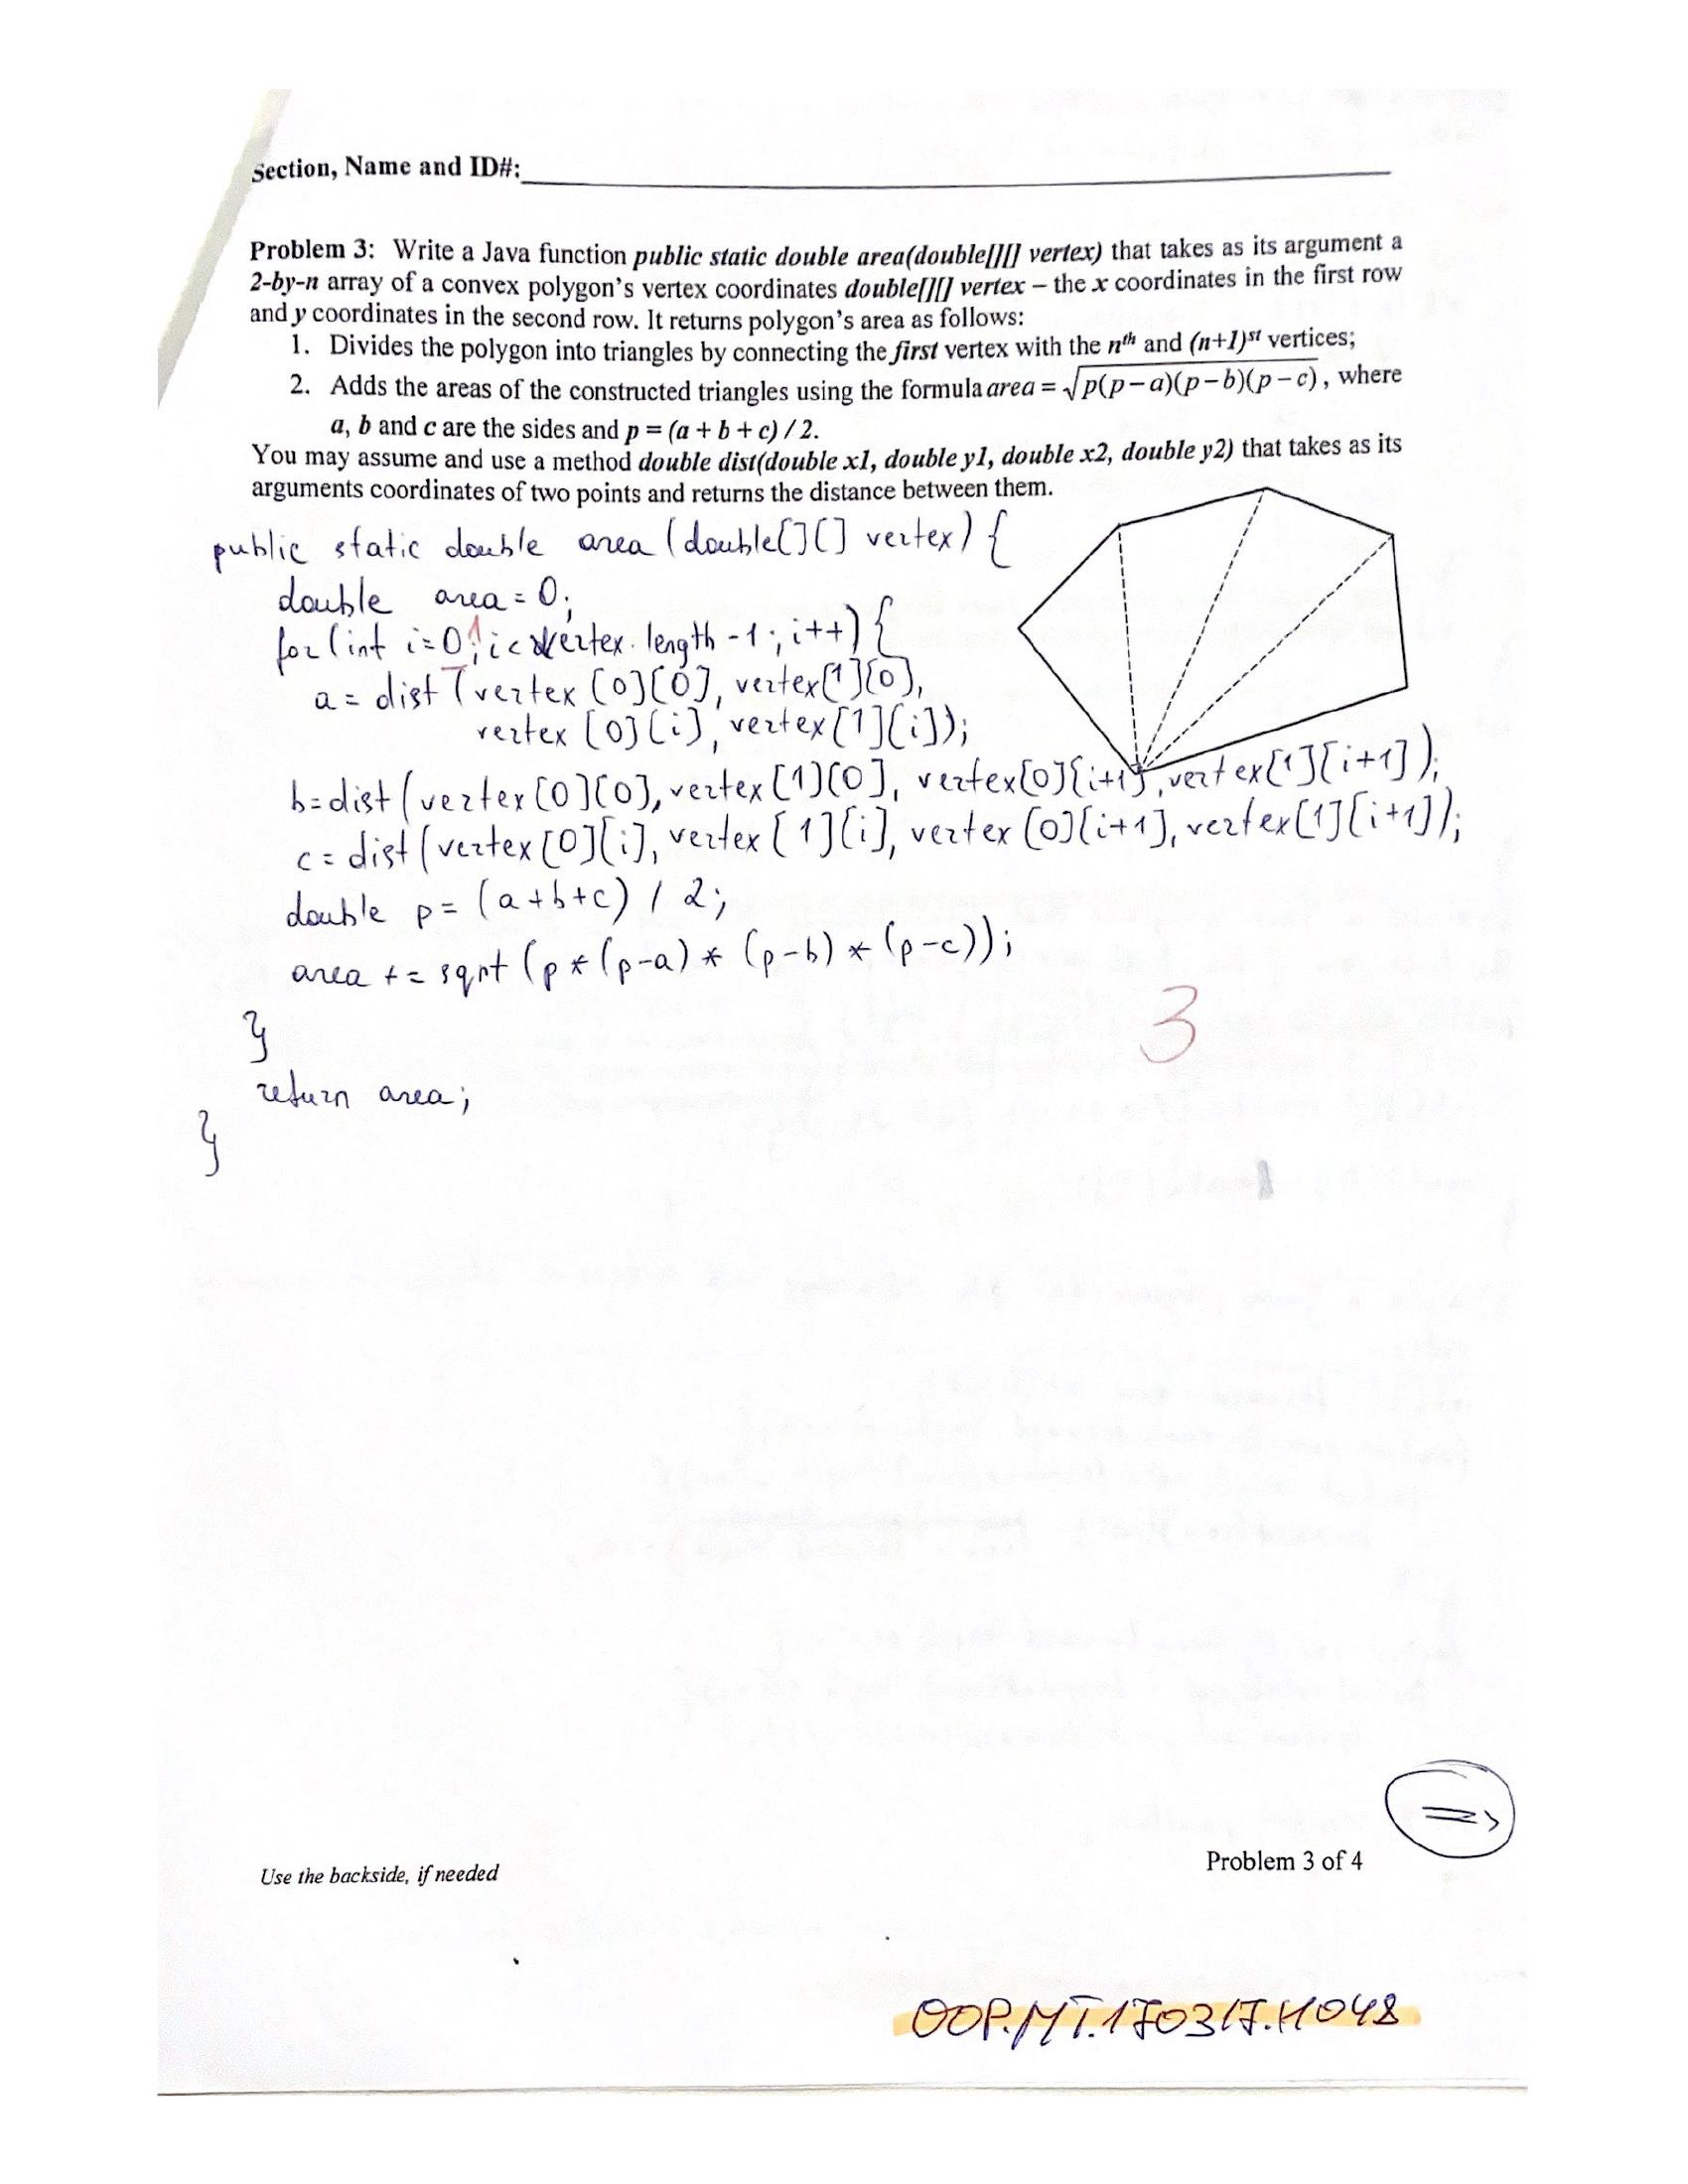 Section, Name and ID#:
Problem 3: Write a Java function public static double area(double[][] vertex) that takes as its argument a
2-by-n array of a convex polygon's vertex coordinates double[][] vertex – the x coordinates in the first row
and y coordinates in the second row. It returns polygon's area as follows:
1. Divides the polygon into triangles by connecting the first vertex with the nth and (n+1)st vertices;
2. Adds the areas of the constructed triangles using the formula area = √p(p−a)(p−b)(p−c), where
a, b and c are the sides and p = (a + b + c) / 2.
You may assume and use a method double dist(double x1, double y1, double x2, double y2) that takes as its
arguments coordinates of two points and returns the distance between them.
public static double area (double[][] vertex) {
double area = 0;
for (int i=0; i< vertex.length -1; i++) {
a = dist (vertex [0][0], vertex[1][0],
vertex [0][i], vertex[1][i]);
b=dist (vertex[0][0], vertex[1][0], vertex[0][i+1], vertex[1][i+1]);
c = dist (vertex[0][i], vertex[1][i], vertex[0][i+1], vertex[1][i+1]);
double p = (a+b+c) / 2;
area += sqrt (p*(p-a) * (p-b) * (p-c));
3
}
return area;
}
=>
Use the backside, if needed
Problem 3 of 4
OOP.MT.170317.H048